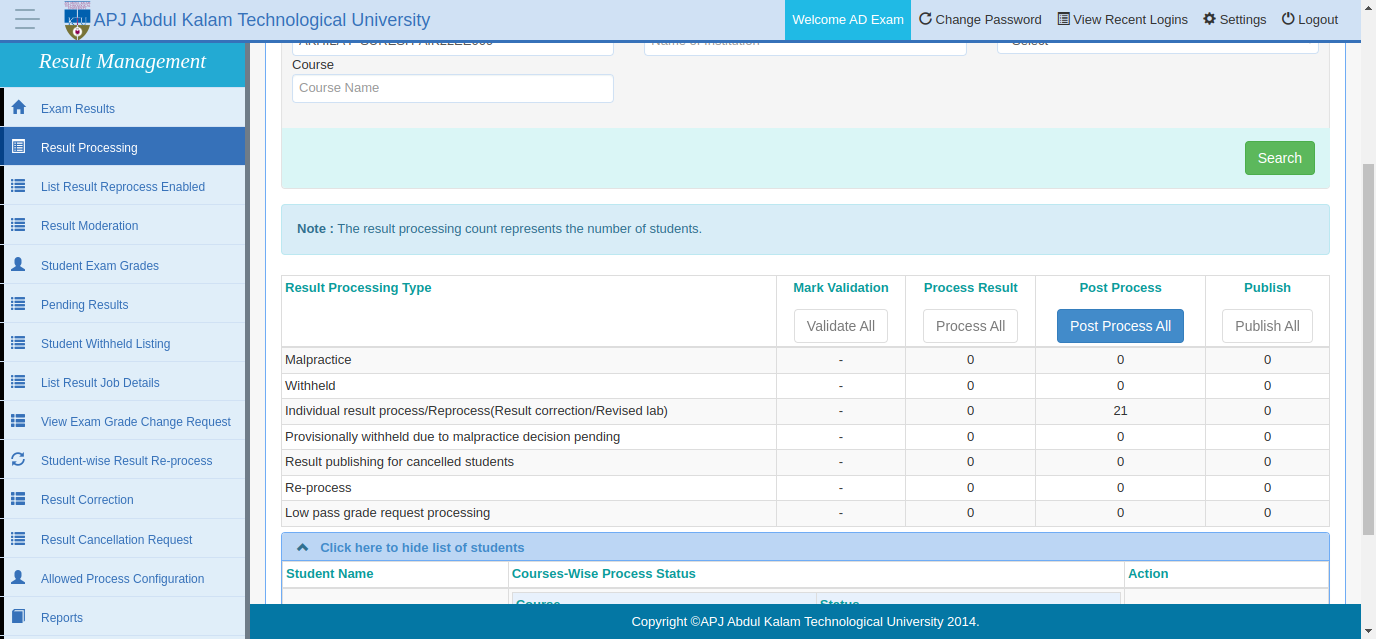 APJ Abdul Kalam Technological University
Welcome AD Exam Change Password View Recent Logins Settings Logout
Result Management
Exam Results
Result Processing
List Result Reprocess Enabled
Result Moderation
Student Exam Grades
Pending Results
Student Withheld Listing
List Result Job Details
View Exam Grade Change Request
Student-wise Result Re-process
Result Correction
Result Cancellation Request
Allowed Process Configuration
Reports
Name of Institution
Select
Course
Course Name
Search
Note : The result processing count represents the number of students.
Result Processing Type Mark Validation Process Result Post Process Publish
Validate All Process All Post Process All Publish All
Malpractice - 0 0 0
Withheld - 0 0 0
Individual result process/Reprocess(Result correction/Revised lab) - 0 21 0
Provisionally withheld due to malpractice decision pending - 0 0 0
Result publishing for cancelled students - 0 0 0
Re-process - 0 0 0
Low pass grade request processing - 0 0 0
Click here to hide list of students
Student Name Courses-Wise Process Status Action
Course Status
Copyright ©APJ Abdul Kalam Technological University 2014.